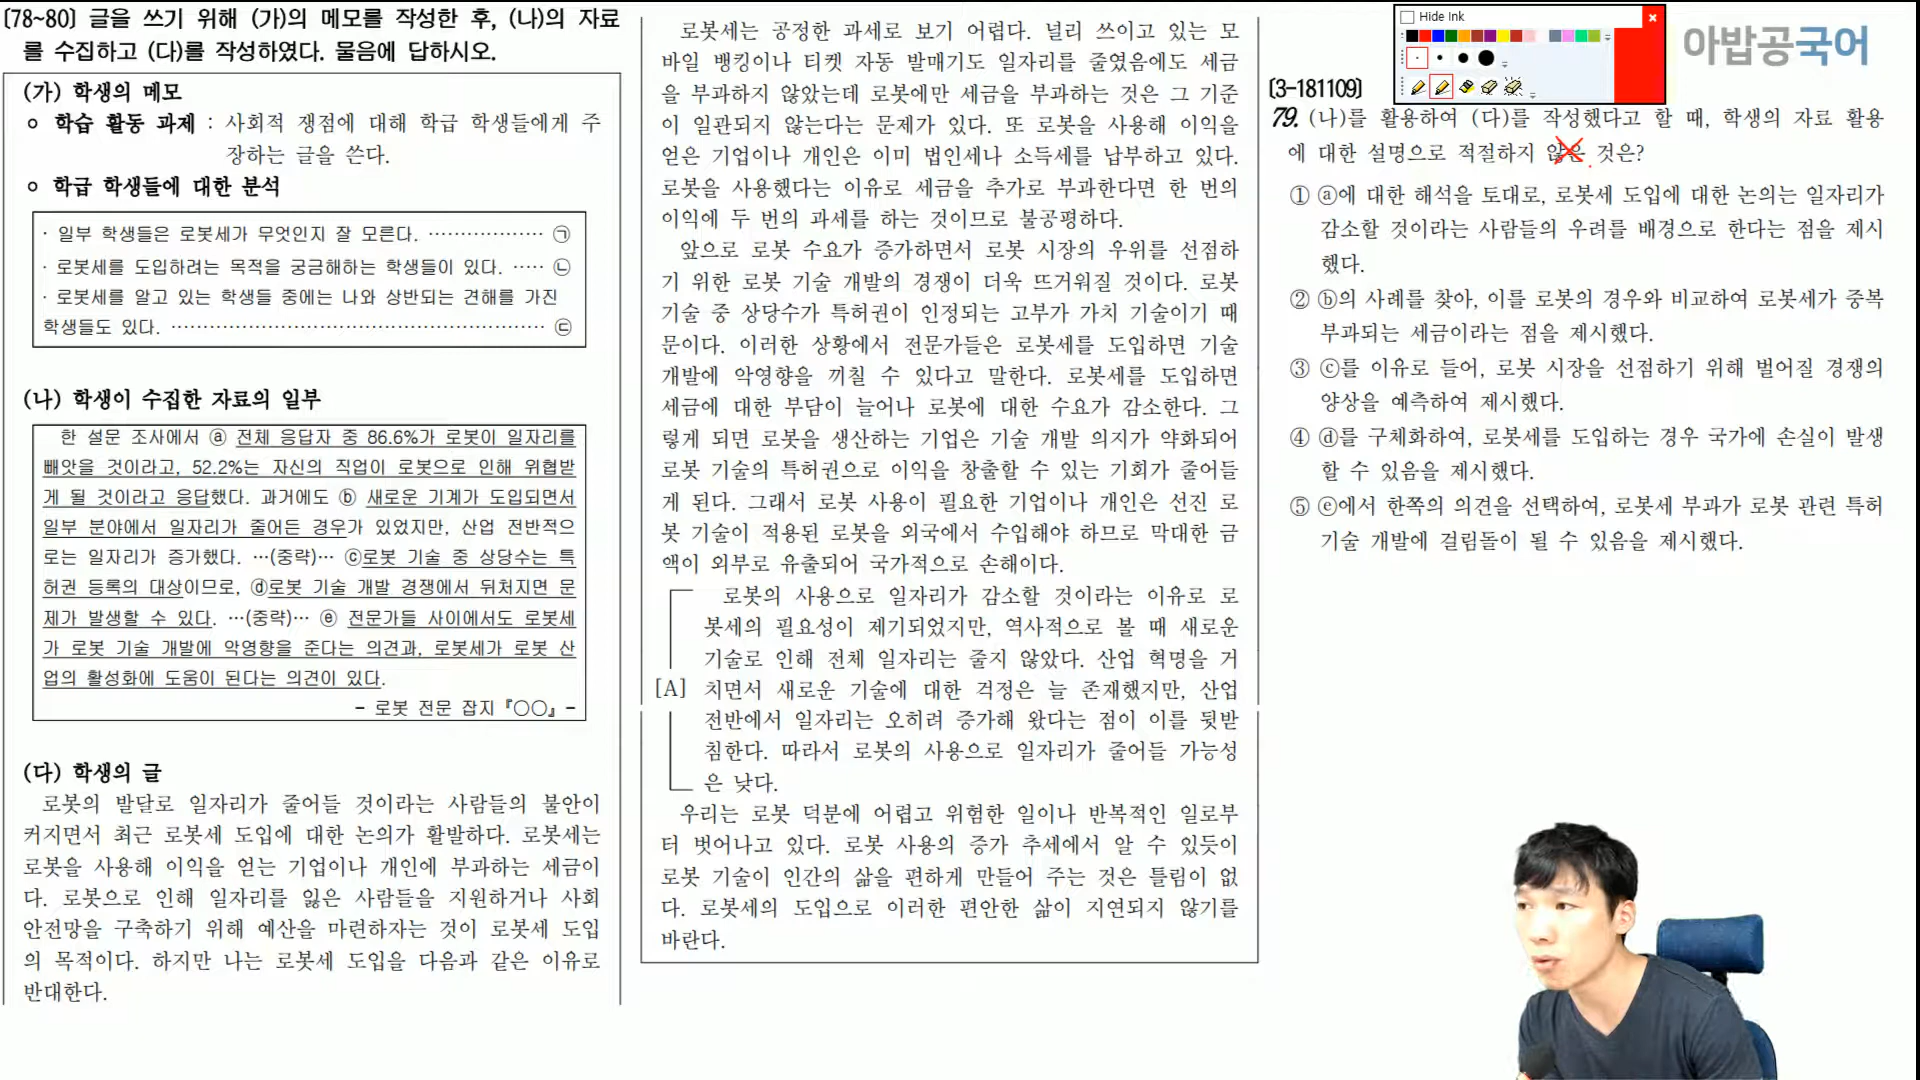 [78~80] 글을 쓰기 위해 (가)의 메모를 작성한 후, (나)의 자료
를 수집하고 (다)를 작성하였다. 물음에 답하시오.
(가) 학생의 메모
ㅇ 학습 활동 과제 : 사회적 쟁점에 대해 학급 학생들에게 주
장하는 글을 쓴다.
ㅇ 학급 학생들에 대한 분석
· 일부 학생들은 로봇세가 무엇인지 잘 모른다. ……………… ㉠
· 로봇세를 도입하려는 목적을 궁금해하는 학생들이 있다. …… ㉡
· 로봇세를 알고 있는 학생들 중에는 나와 상반되는 견해를 가진
학생들도 있다. ………………………………………………… ㉢
(나) 학생이 수집한 자료의 일부
한 설문 조사에서 ⓐ 전체 응답자 중 86.6%가 로봇이 일자리를
빼앗을 것이라고, 52.2%는 자신의 직업이 로봇으로 인해 위협받
게 될 것이라고 응답했다. 과거에도 ⓑ 새로운 기계가 도입되면서
일부 분야에서 일자리가 줄어든 경우가 있었지만, 산업 전반적으
로는 일자리가 증가했다. …(중략)… ⓒ로봇 기술 중 상당수는 특
허권 등록의 대상이므로, ⓓ로봇 기술 개발 경쟁에서 뒤처지면 문
제가 발생할 수 있다. …(중략)… ⓔ 전문가들 사이에서도 로봇세
가 로봇 기술 개발에 악영향을 준다는 의견과, 로봇세가 로봇 산
업의 활성화에 도움이 된다는 의견이 있다.
- 로봇 전문 잡지『○○』-
(다) 학생의 글
로봇의 발달로 일자리가 줄어들 것이라는 사람들의 불안이
커지면서 최근 로봇세 도입에 대한 논의가 활발하다. 로봇세는
로봇을 사용해 이익을 얻는 기업이나 개인에 부과하는 세금이
다. 로봇으로 인해 일자리를 잃은 사람들을 지원하거나 사회
안전망을 구축하기 위해 예산을 마련하자는 것이 로봇세 도입
의 목적이다. 하지만 나는 로봇세 도입을 다음과 같은 이유로
반대한다.
로봇세는 공정한 과세로 보기 어렵다. 널리 쓰이고 있는 모
바일 뱅킹이나 티켓 자동 발매기도 일자리를 줄였음에도 세금
을 부과하지 않았는데 로봇에만 세금을 부과하는 것은 그 기준
이 일관되지 않는다는 문제가 있다. 또 로봇을 사용해 이익을
얻은 기업이나 개인은 이미 법인세나 소득세를 납부하고 있다.
로봇을 사용했다는 이유로 세금을 추가로 부과한다면 한 번의
이익에 두 번의 과세를 하는 것이므로 불공평하다.
앞으로 로봇 수요가 증가하면서 로봇 시장의 우위를 선점하
기 위한 로봇 기술 개발의 경쟁이 더욱 뜨거워질 것이다. 로봇
기술 중 상당수가 특허권이 인정되는 고부가 가치 기술이기 때
문이다. 이러한 상황에서 전문가들은 로봇세를 도입하면 기술
개발에 악영향을 끼칠 수 있다고 말한다. 로봇세를 도입하면
세금에 대한 부담이 늘어나 로봇에 대한 수요가 감소한다. 그
렇게 되면 로봇을 생산하는 기업은 기술 개발 의지가 약화되어
로봇 기술의 특허권으로 이익을 창출할 수 있는 기회가 줄어들
게 된다. 그래서 로봇 사용이 필요한 기업이나 개인은 선진 로
봇 기술이 적용된 로봇을 외국에서 수입해야 하므로 막대한 금
액이 외부로 유출되어 국가적으로 손해이다.
로봇의 사용으로 일자리가 감소할 것이라는 이유로 로
봇세의 필요성이 제기되었지만, 역사적으로 볼 때 새로운
기술로 인해 전체 일자리는 줄지 않았다. 산업 혁명을 거
[A] 치면서 새로운 기술에 대한 걱정은 늘 존재했지만, 산업
전반에서 일자리는 오히려 증가해 왔다는 점이 이를 뒷받
침한다. 따라서 로봇의 사용으로 일자리가 줄어들 가능성
은 낮다.
우리는 로봇 덕분에 어렵고 위험한 일이나 반복적인 일로부
터 벗어나고 있다. 로봇 사용의 증가 추세에서 알 수 있듯이
로봇 기술이 인간의 삶을 편하게 만들어 주는 것은 틀림이 없
다. 로봇세의 도입으로 이러한 편안한 삶이 지연되지 않기를
바란다.
Hide Ink
아밥공국어
[3-181109]
79. (나)를 활용하여 (다)를 작성했다고 할 때, 학생의 자료 활용
에 대한 설명으로 적절하지 않은 것은?
① ⓐ에 대한 해석을 토대로, 로봇세 도입에 대한 논의는 일자리가
감소할 것이라는 사람들의 우려를 배경으로 한다는 점을 제시
했다.
② ⓑ의 사례를 찾아, 이를 로봇의 경우와 비교하여 로봇세가 중복
부과되는 세금이라는 점을 제시했다.
③ ⓒ를 이유로 들어, 로봇 시장을 선점하기 위해 벌어질 경쟁의
양상을 예측하여 제시했다.
④ ⓓ를 구체화하여, 로봇세를 도입하는 경우 국가에 손실이 발생
할 수 있음을 제시했다.
⑤ ⓔ에서 한쪽의 의견을 선택하여, 로봇세 부과가 로봇 관련 특허
기술 개발에 걸림돌이 될 수 있음을 제시했다.